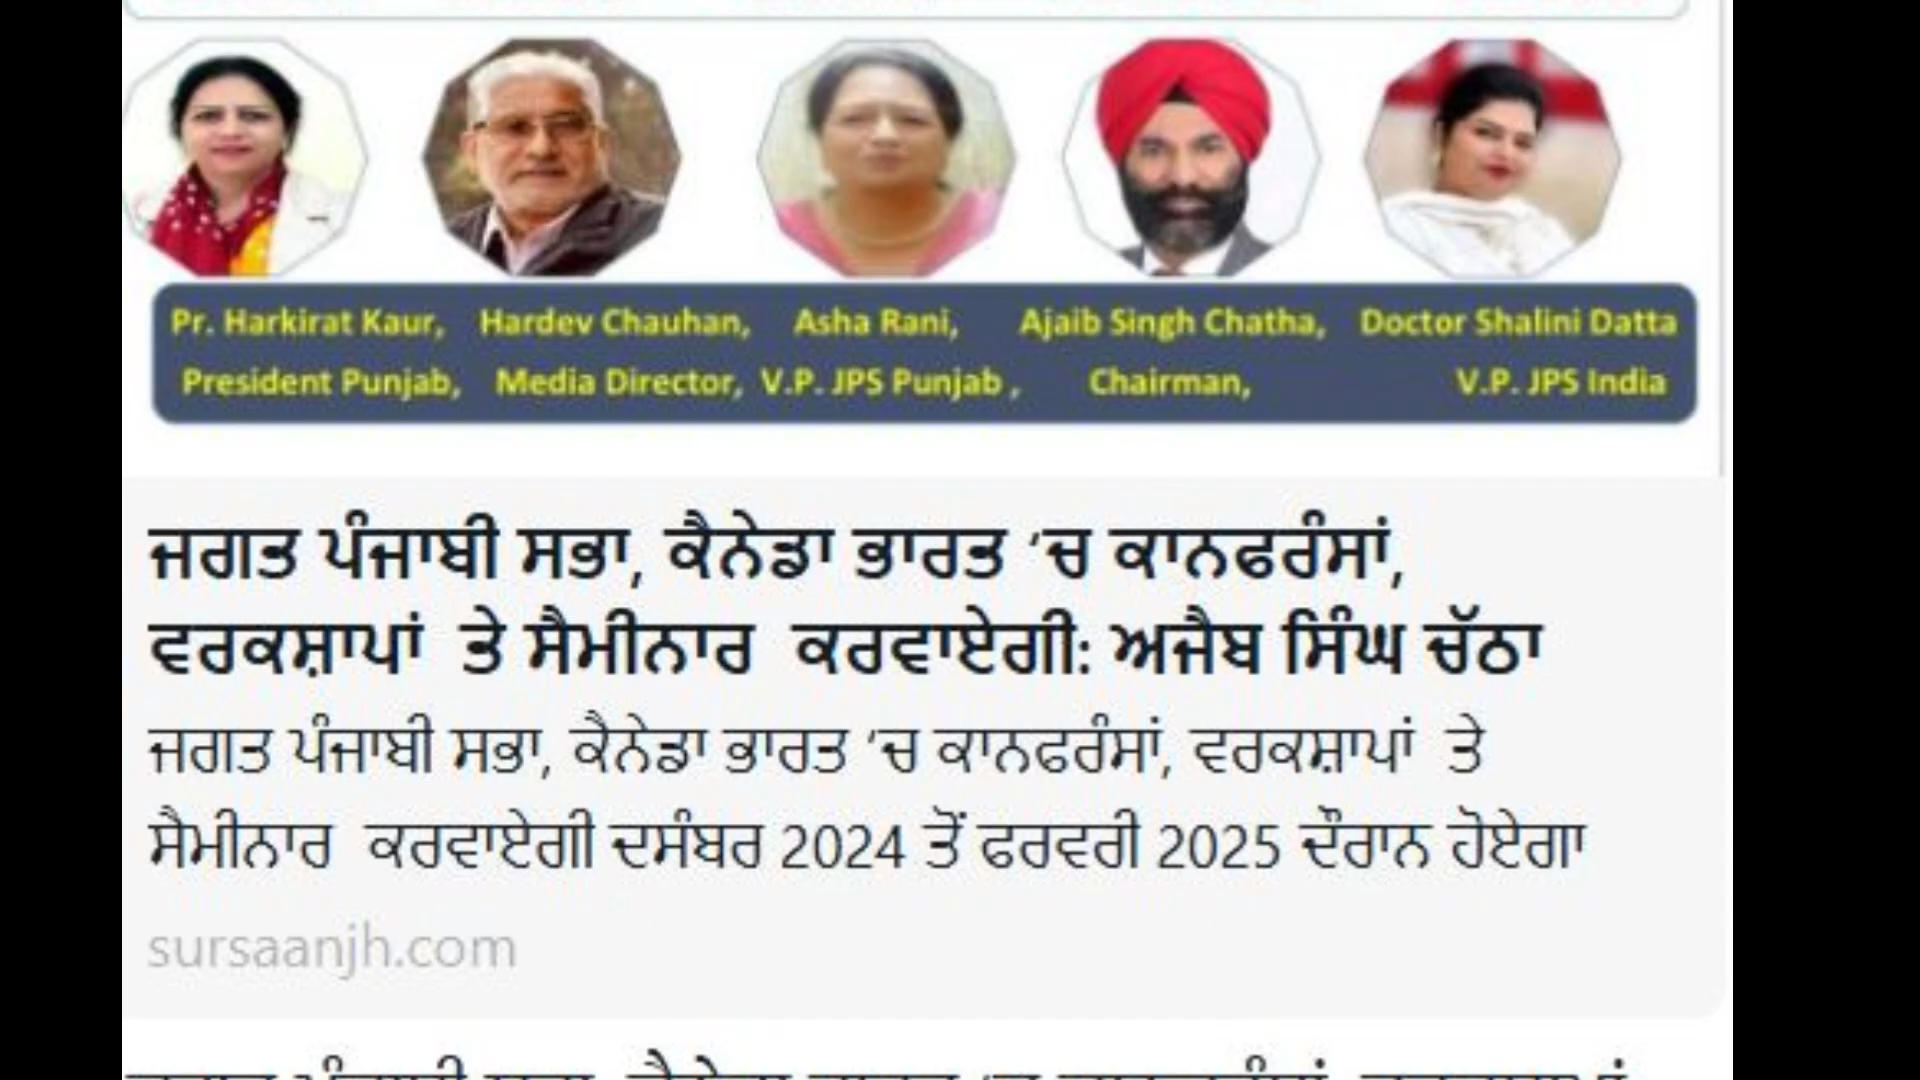 Pr. Harkirat Kaur, Hardev Chauhan, Asha Rani, Ajaib Singh Chatha, Doctor Shalini Datta
President Punjab, Media Director, V.P. JPS Punjab , Chairman, V.P. JPS India
ਜਗਤ ਪੰਜਾਬੀ ਸਭਾ, ਕੈਨੇਡਾ ਭਾਰਤ ‘ਚ ਕਾਨਫਰੰਸਾਂ,
ਵਰਕਸ਼ਾਪਾਂ ਤੇ ਸੈਮੀਨਾਰ ਕਰਵਾਏਗੀ: ਅਜੈਬ ਸਿੰਘ ਚੱਠਾ
ਜਗਤ ਪੰਜਾਬੀ ਸਭਾ, ਕੈਨੇਡਾ ਭਾਰਤ ‘ਚ ਕਾਨਫਰੰਸਾਂ, ਵਰਕਸ਼ਾਪਾਂ ਤੇ
ਸੈਮੀਨਾਰ ਕਰਵਾਏਗੀ ਦਸੰਬਰ 2024 ਤੋਂ ਫਰਵਰੀ 2025 ਦੌਰਾਨ ਹੋਏਗਾ
sursaanjh.com